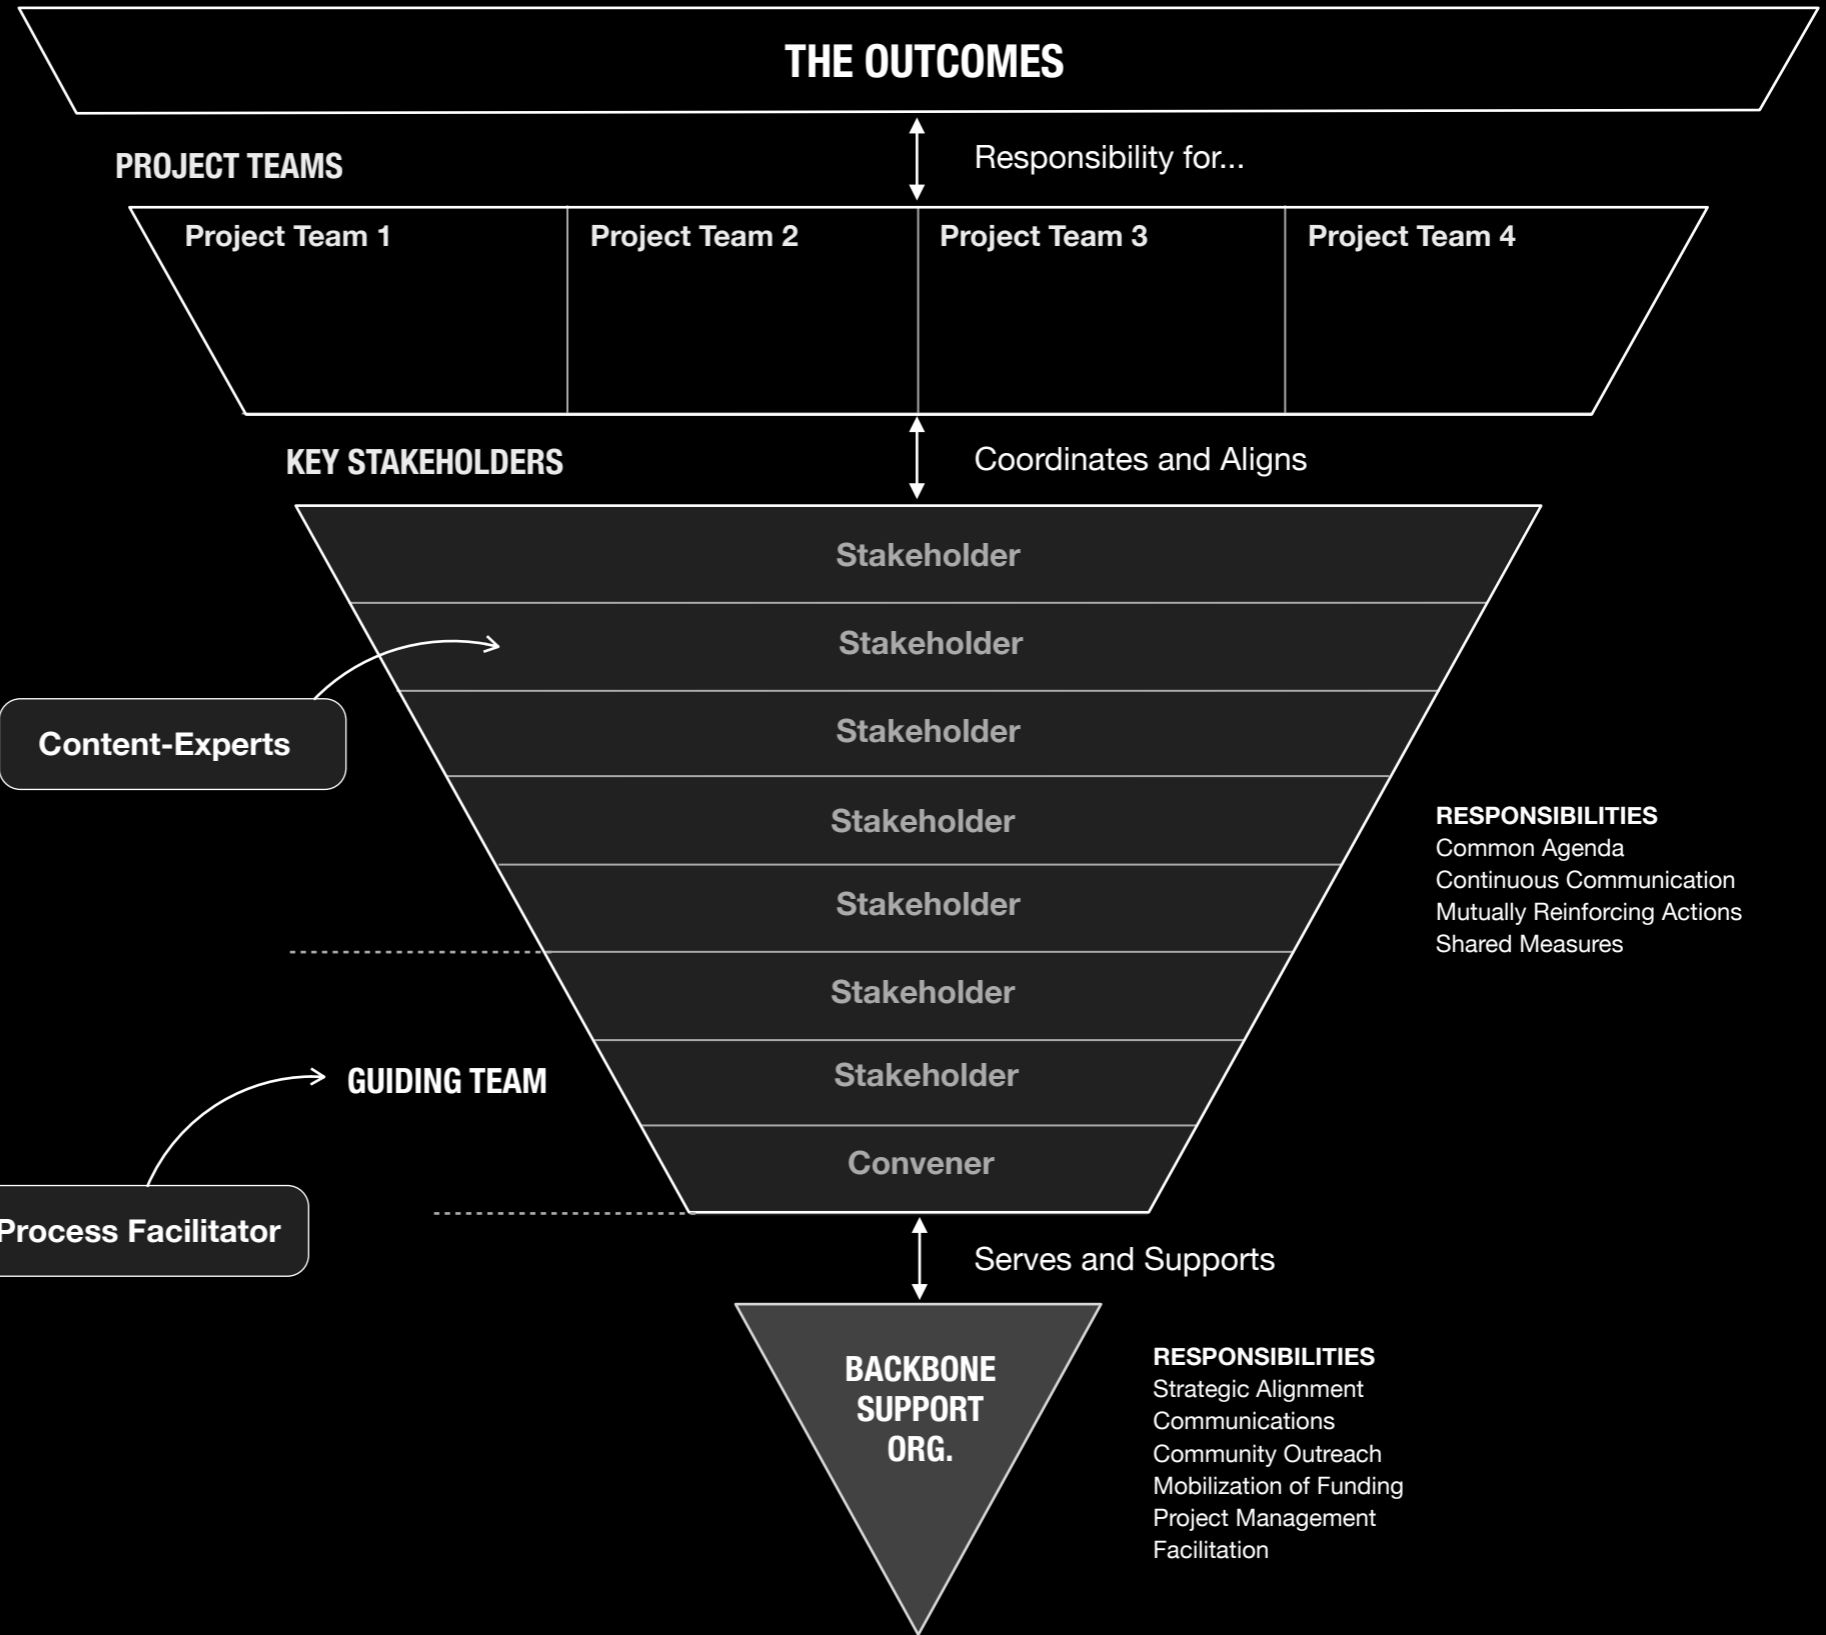 THE OUTCOMES
Responsibility for...
PROJECT TEAMS
Project Team 1
Project Team 2
Project Team 3
Project Team 4
Coordinates and Aligns
KEY STAKEHOLDERS
Stakeholder
Stakeholder
Content-Experts
Stakeholder
Stakeholder
Stakeholder
RESPONSIBILITIES
Common Agenda
Continuous Communication
Mutually Reinforcing Actions
Shared Measures
Stakeholder
Stakeholder
GUIDING TEAM
Convener
Process Facilitator
Serves and Supports
BACKBONE
SUPPORT
ORG.
RESPONSIBILITIES
Strategic Alignment
Communications
Community Outreach
Mobilization of Funding
Project Management
Facilitation